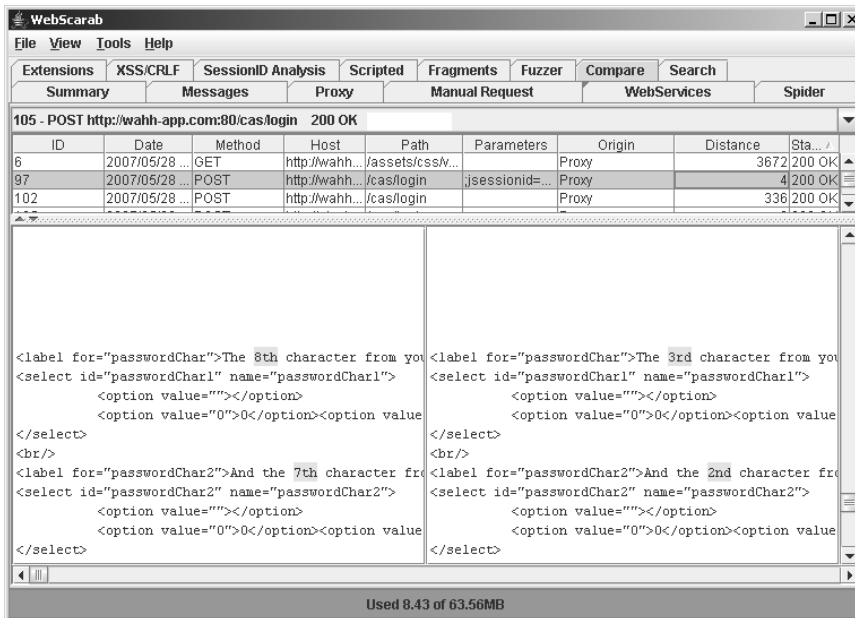 WebScarab
File View Tools Help
Extensions XSS/CRLF SessionID Analysis Scripted Fragments Fuzzer Compare Search
Summary Messages Proxy Manual Request WebServices Spider
105 - POST http://wahh-app.com:80/cas/login 200 OK
ID Date Method Host Path Parameters Origin Distance Sta...
6 2007/05/28 ... GET http://wahh... /assets/css/v... Proxy 3672 200 OK
97 2007/05/28 ... POST http://wahh... /cas/login ;jsessionid=... Proxy 4 200 OK
102 2007/05/28 ... POST http://wahh... /cas/login Proxy 336 200 OK
<label for="passwordChar">The 8th character from you
<select id="passwordChar1" name="passwordChar1">
<option value=""></option>
<option value="0">0</option><option value
</select>
<br/>
<label for="passwordChar2">And the 7th character fro
<select id="passwordChar2" name="passwordChar2">
<option value=""></option>
<option value="0">0</option><option value
</select>
<label for="passwordChar">The 3rd character from you
<select id="passwordChar1" name="passwordChar1">
<option value=""></option>
<option value="0">0</option><option value
</select>
<br/>
<label for="passwordChar2">And the 2nd character fro
<select id="passwordChar2" name="passwordChar2">
<option value=""></option>
<option value="0">0</option><option value
</select>
Used 8.43 of 63.56MB